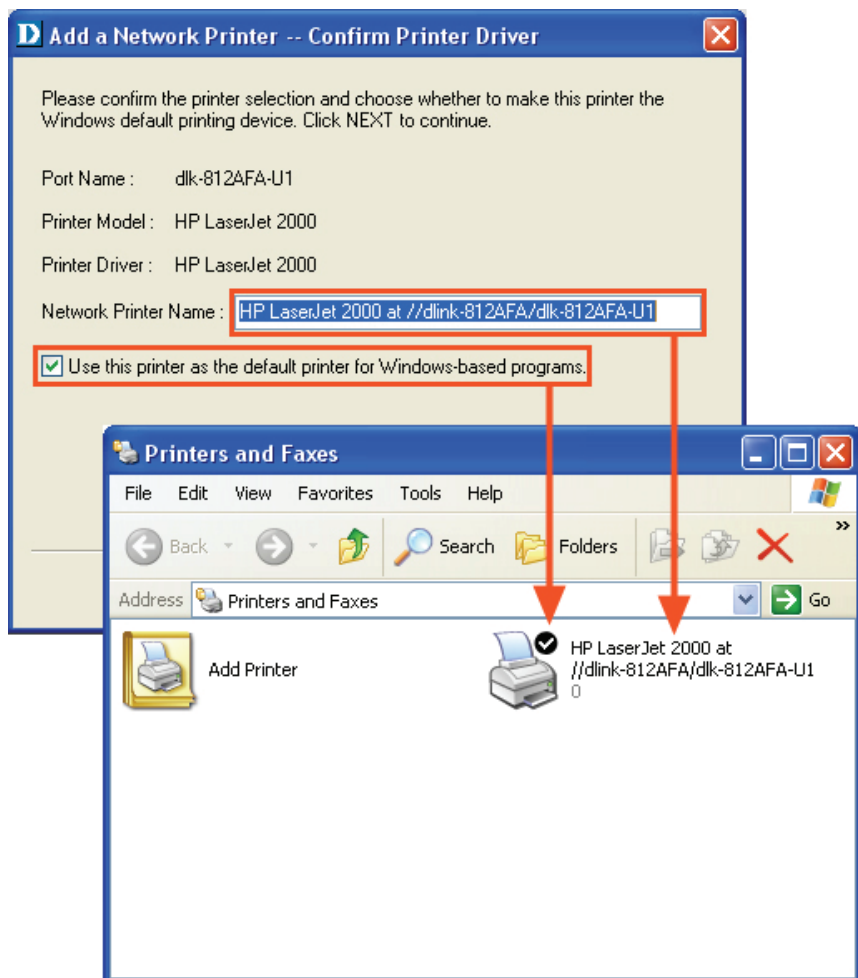 Add a Network Printer -- Confirm Printer Driver
Please confirm the printer selection and choose whether to make this printer the
Windows default printing device. Click NEXT to continue.
Port Name : dlk-812AFA-U1
Printer Model : HP LaserJet 2000
Printer Driver : HP LaserJet 2000
Network Printer Name : HP LaserJet 2000 at //dlink-812AFA/dlk-812AFA-U1
Use this printer as the default printer for Windows-based programs.
Printers and Faxes
File Edit View Favorites Tools Help
Back Search Folders »
Address Printers and Faxes Go
Add Printer
HP LaserJet 2000 at
//dlink-812AFA/dlk-812AFA-U1
0